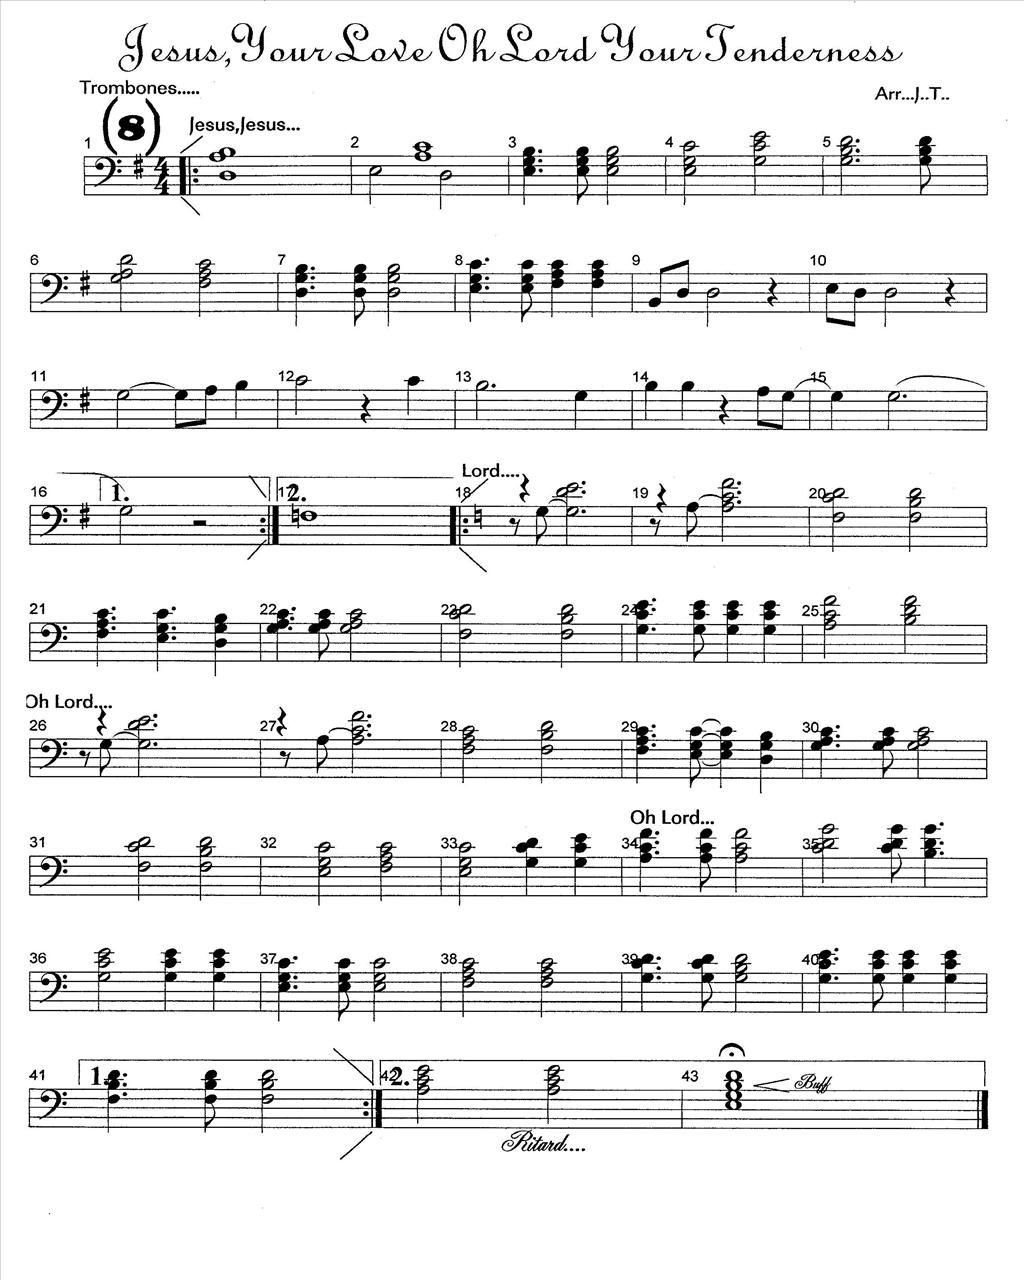 Jesus, Your Love Oh Lord Your Tenderness
Trombones.....
Arr...J..T..
(8)
Jesus,Jesus...
1 2 3 4 5
4
4
6 7 8 9 10
11 12 13 14 15
Lord....
16 1. 17 2. 18 19 20
21 22 23 24 25
Oh Lord....
26 27 28 29 30
Oh Lord...
31 32 33 34 35
36 37 38 39 40
41 1. 42 2. 43
Buff
Ritard....